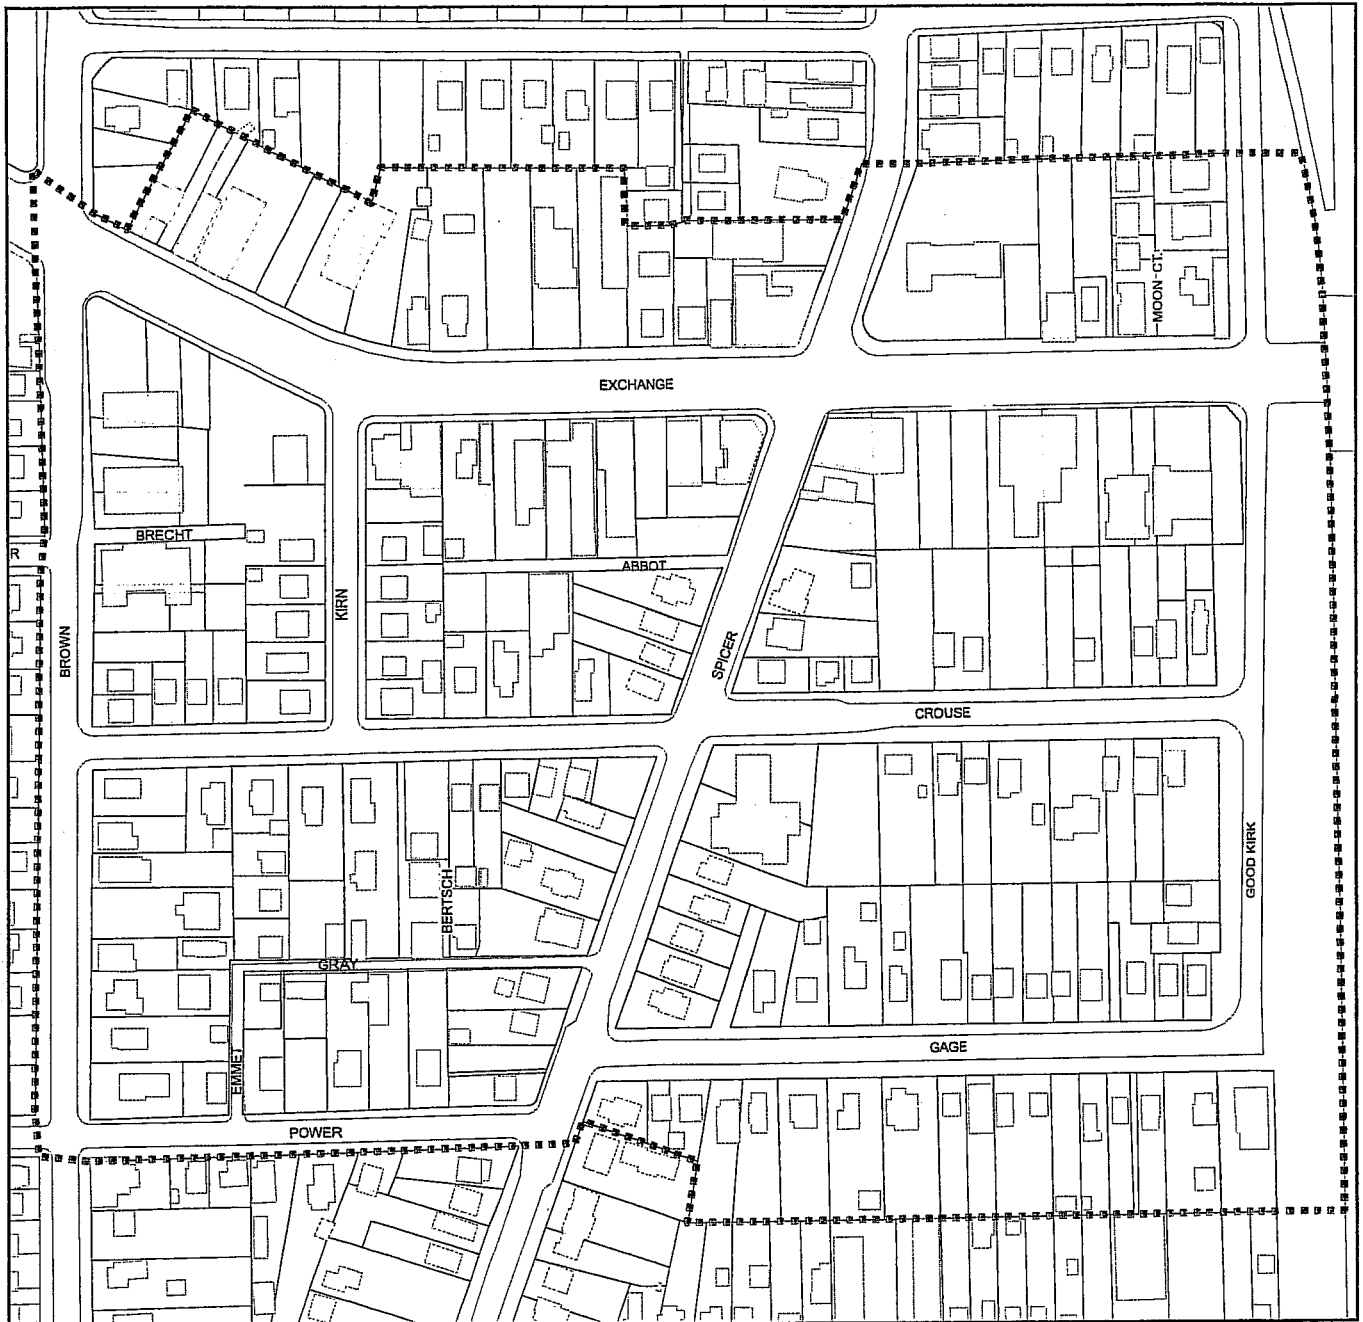 MOON CT.
EXCHANGE
BRECHT
R
ABBOT
KIRN
BROWN
SPICER
CROUSE
GOOD KIRK
BERTSCH
GRAY
GAGE
EMMET
POWER